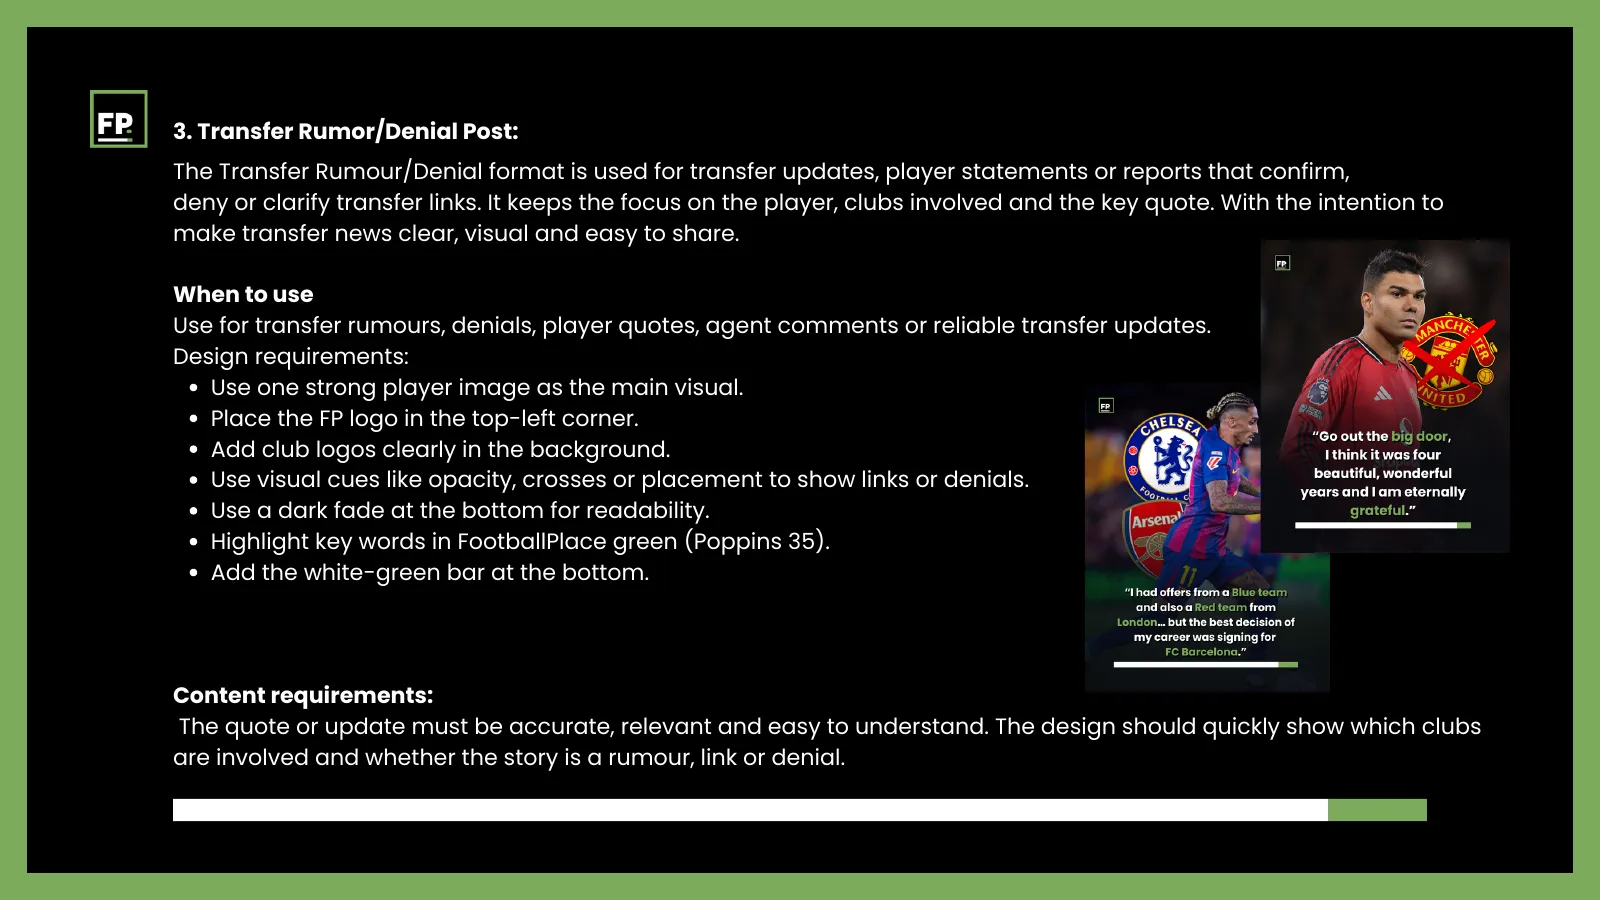 FP
3. Transfer Rumor/Denial Post:
The Transfer Rumour/Denial format is used for transfer updates, player statements or reports that confirm,
deny or clarify transfer links. It keeps the focus on the player, clubs involved and the key quote. With the intention to
make transfer news clear, visual and easy to share.
When to use
Use for transfer rumours, denials, player quotes, agent comments or reliable transfer updates.
Design requirements:
• Use one strong player image as the main visual.
• Place the FP logo in the top-left corner.
• Add club logos clearly in the background.
• Use visual cues like opacity, crosses or placement to show links or denials.
• Use a dark fade at the bottom for readability.
• Highlight key words in FootballPlace green (Poppins 35).
• Add the white-green bar at the bottom.
FP
UNITED
“Go out the big door,
I think it was four
beautiful, wonderful
years and I am eternally
grateful.”
FP
CHELSEA
Arsenal
11
“I had offers from a Blue team
and also a Red team from
London... but the best decision of
my career was signing for
FC Barcelona.”
Content requirements:
The quote or update must be accurate, relevant and easy to understand. The design should quickly show which clubs
are involved and whether the story is a rumour, link or denial.